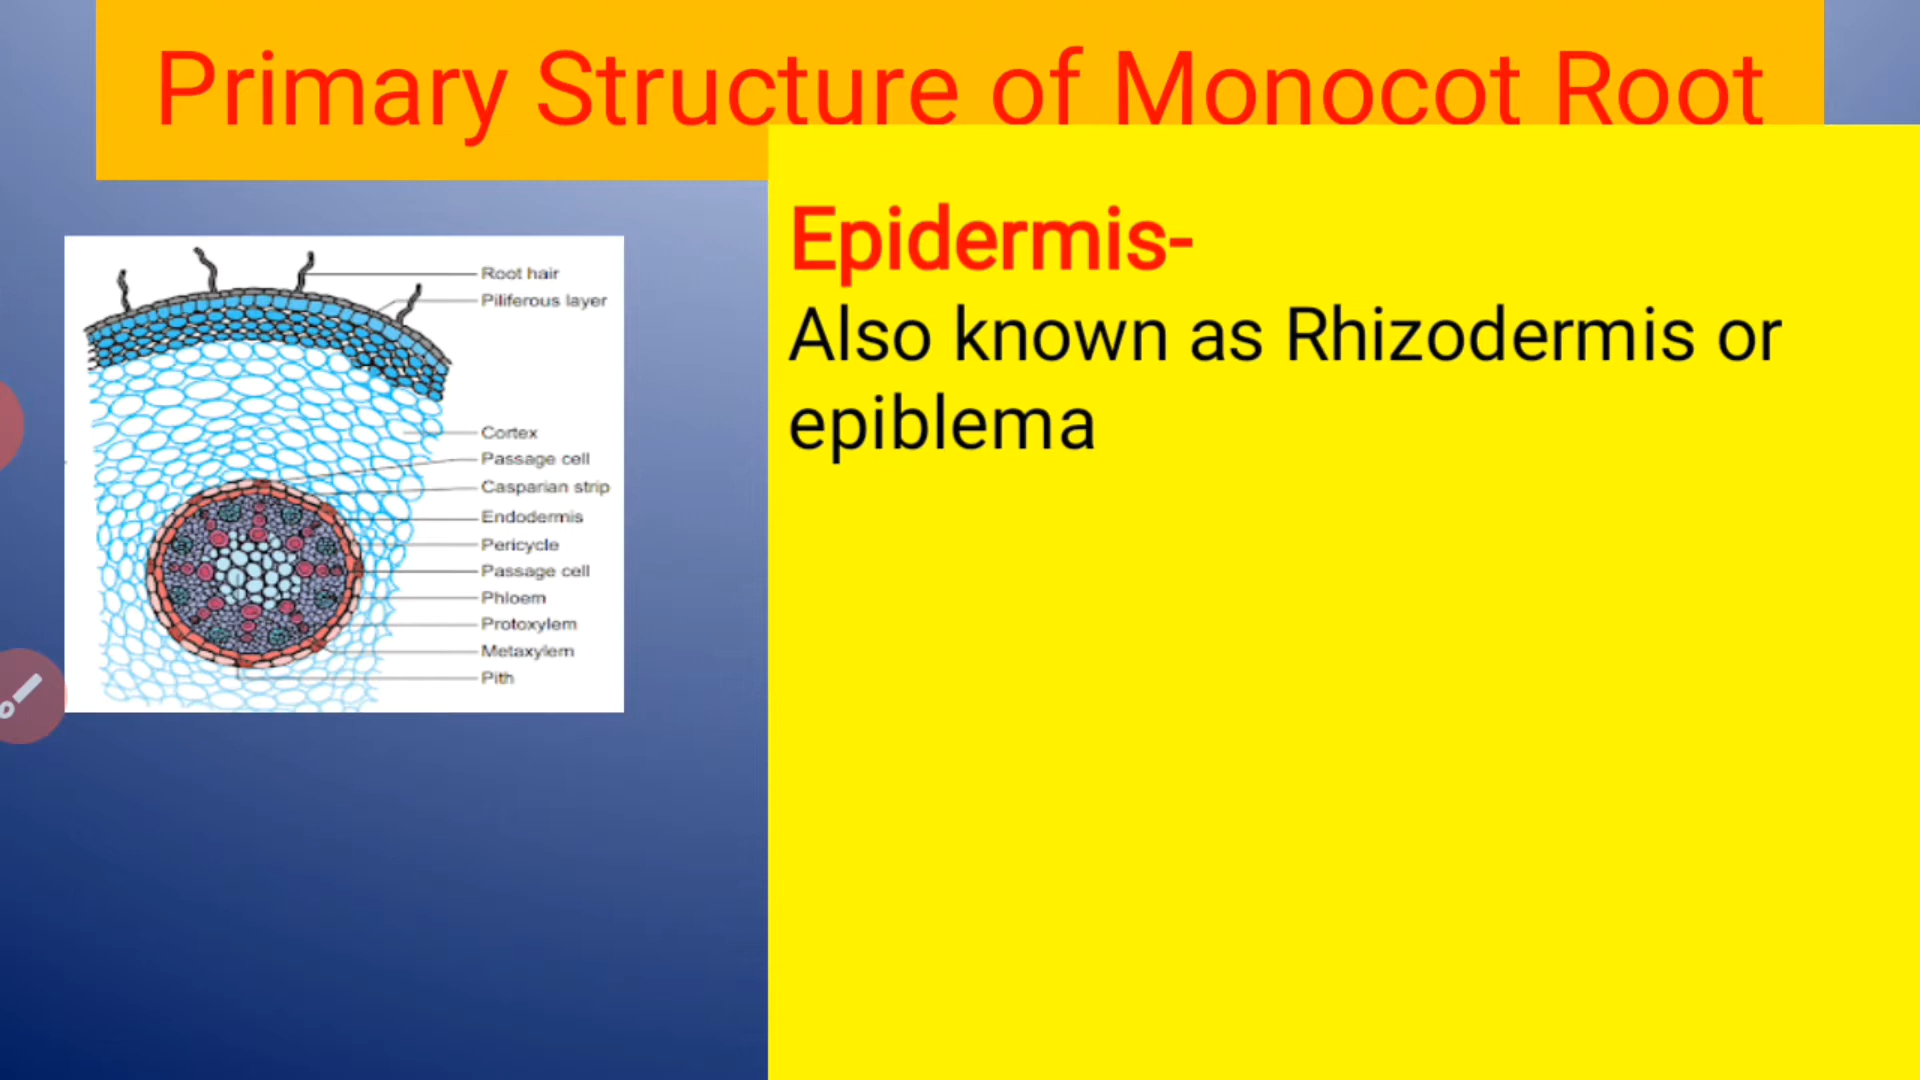 Primary Structure of Monocot Root
Root hair
Piliferous layer
Cortex
Passage cell
Casparian strip
Endodermis
Pericycle
Passage cell
Phloem
Protoxylem
Metaxylem
Pith
Epidermis-
Also known as Rhizodermis or
epiblema